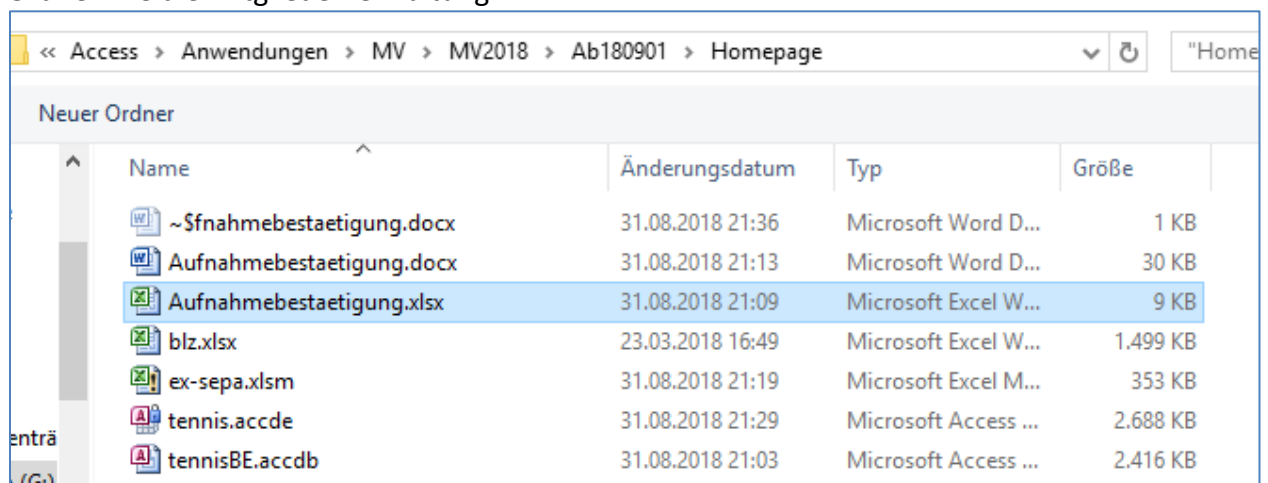 « Access > Anwendungen > MV > MV2018 > Ab180901 > Homepage "Home
Neuer Ordner
Name Änderungsdatum Typ Größe
~$fnahmebestaetigung.docx 31.08.2018 21:36 Microsoft Word D... 1 KB
Aufnahmebestaetigung.docx 31.08.2018 21:13 Microsoft Word D... 30 KB
Aufnahmebestaetigung.xlsx 31.08.2018 21:09 Microsoft Excel W... 9 KB
blz.xlsx 23.03.2018 16:49 Microsoft Excel W... 1.499 KB
ex-sepa.xlsm 31.08.2018 21:19 Microsoft Excel M... 353 KB
tennis.accde 31.08.2018 21:29 Microsoft Access ... 2.688 KB
enträ
tennisBE.accdb 31.08.2018 21:03 Microsoft Access ... 2.416 KB
(G:)